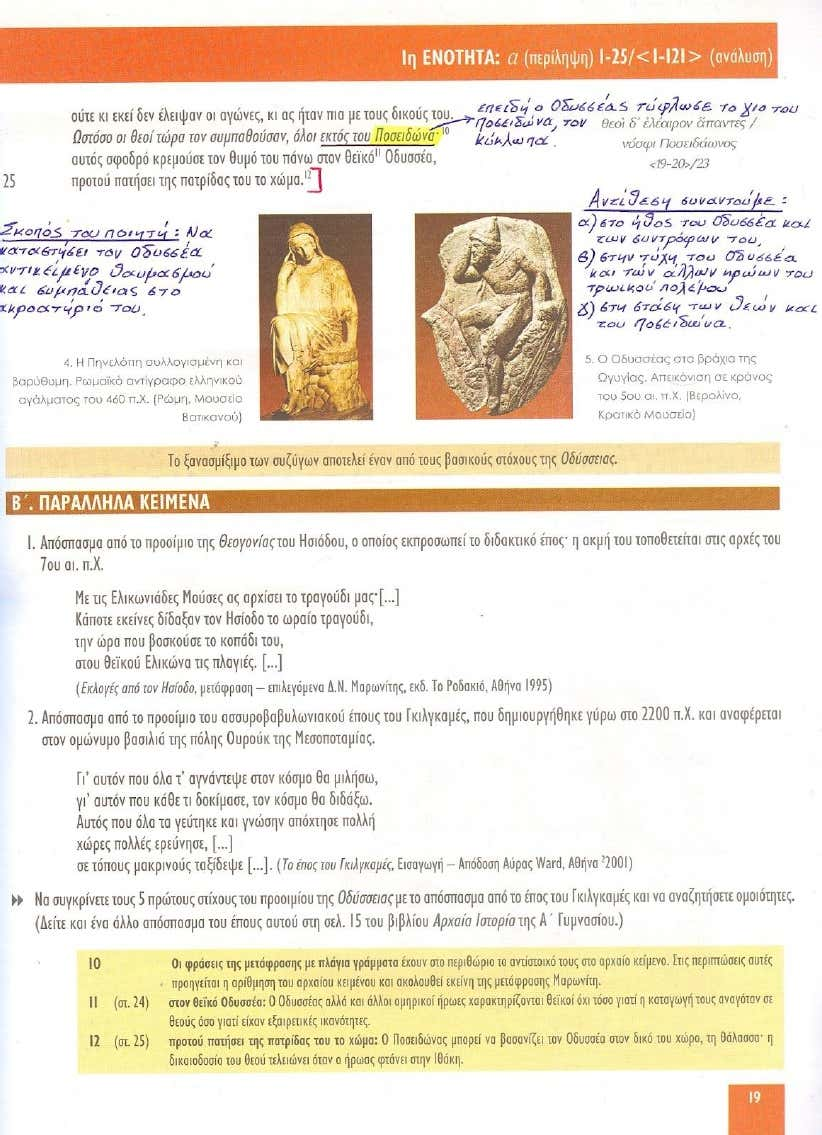 1η ΕΝΟΤΗΤΑ: α (περίληψη) 1-25/<1-121> (ανάλυση)
ούτε κι εκεί δεν έλειψαν οι αγώνες, κι ας ήταν πια με τους δικούς του.
Ωστόσο οι θεοί τώρα τον συμπαθούσαν, όλοι εκτός του Ποσειδώνα· 10
αυτός σφοδρό κρεμούσε τον θυμό του πάνω στον θεϊκό 11 Οδυσσέα,
25 προτού πατήσει της πατρίδας του το χώμα. 12 ]
επειδή ο Οδυσσέας τύφλωσε το γιο του
Ποσειδώνα, τον
Κύκλωπα.
θεοὶ δ' ἐλέαιρον ἅπαντες /
νόσφι Ποσειδάωνος
<19-20>/23
Σκοπός του ποιητή: Να
καταστήσει τον Οδυσσέα
αντικείμενο θαυμασμού
και συμπάθειας στο
ακροατήριό του.
Αντίθεση συναντούμε:
α) στο ήθος του Οδυσσέα και
των συντρόφων του,
β) στην τύχη του Οδυσσέα
και των άλλων ηρώων του
τρωικού πολέμου
γ) στη στάση των θεών και
του Ποσειδώνα.
4. Η Πηνελόπη συλλογισμένη και
βαρύθυμη. Ρωμαϊκό αντίγραφο ελληνικού
αγάλματος του 460 π.Χ. (Ρώμη, Μουσείο
Βατικανού)
5. Ο Οδυσσέας στα βράχια της
Ωγυγίας. Απεικόνιση σε κράνος
του 5ου αι. π.Χ. (Βερολίνο,
Κρατικό Μουσείο)
Το ξανασμίξιμο των συζύγων αποτελεί έναν από τους βασικούς στόχους της Οδύσσειας.
Β΄. ΠΑΡΑΛΛΗΛΑ ΚΕΙΜΕΝΑ
1. Απόσπασμα από το προοίμιο της Θεογονίας του Ησιόδου, ο οποίος εκπροσωπεί το διδακτικό έπος· η ακμή του τοποθετείται στις αρχές του
7ου αι. π.Χ.
Με τις Ελικωνιάδες Μούσες ας αρχίσει το τραγούδι μας· [...]
Κάποτε εκείνες δίδαξαν τον Ησίοδο το ωραίο τραγούδι,
την ώρα που βοσκούσε το κοπάδι του,
στου θεϊκού Ελικώνα τις πλαγιές. [...]
(Εκλογές από τον Ησίοδο, μετάφραση – επιλεγόμενα Δ.Ν. Μαρωνίτης, εκδ. Το Ροδακιό, Αθήνα 1995)
2. Απόσπασμα από το προοίμιο του ασσυροβαβυλωνιακού έπους του Γκιλγκαμές, που δημιουργήθηκε γύρω στο 2200 π.Χ. και αναφέρεται
στον ομώνυμο βασιλιά της πόλης Ουρούκ της Μεσοποταμίας.
Γι' αυτόν που όλα τ' αγνάντεψε στον κόσμο θα μιλήσω,
γι' αυτόν που κάθε τι δοκίμασε, τον κόσμο θα διδάξω.
Αυτός που όλα τα γεύτηκε και γνώσην απόχτησε πολλή
χώρες πολλές ερεύνησε, [...]
σε τόπους μακρινούς ταξίδεψε [...]. (Το έπος του Γκιλγκαμές, Εισαγωγή – Απόδοση Αύρας Ward, Αθήνα ²2001)
Να συγκρίνετε τους 5 πρώτους στίχους του προοιμίου της Οδύσσειας με το απόσπασμα από το έπος του Γκιλγκαμές και να αναζητήσετε ομοιότητες.
(Δείτε και ένα άλλο απόσπασμα του έπους αυτού στη σελ. 15 του βιβλίου Αρχαία Ιστορία της Α΄ Γυμνασίου.)
10 Οι φράσεις της μετάφρασης με πλάγια γράμματα έχουν στο περιθώριο το αντίστοιχό τους στο αρχαίο κείμενο. Στις περιπτώσεις αυτές
προηγείται η αρίθμηση του αρχαίου κειμένου και ακολουθεί εκείνη της μετάφρασης Μαρωνίτη.
11 (στ. 24) στον θεϊκό Οδυσσέα: Ο Οδυσσέας αλλά και άλλοι ομηρικοί ήρωες χαρακτηρίζονται θεϊκοί όχι τόσο γιατί η καταγωγή τους αναγόταν σε
θεούς όσο γιατί είχαν εξαιρετικές ικανότητες.
12 (στ. 25) προτού πατήσει της πατρίδας του το χώμα: Ο Ποσειδώνας μπορεί να βασανίζει τον Οδυσσέα στον δικό του χώρο, τη θάλασσα· η
δικαιοδοσία του θεού τελειώνει όταν ο ήρωας φτάνει στην Ιθάκη.
19